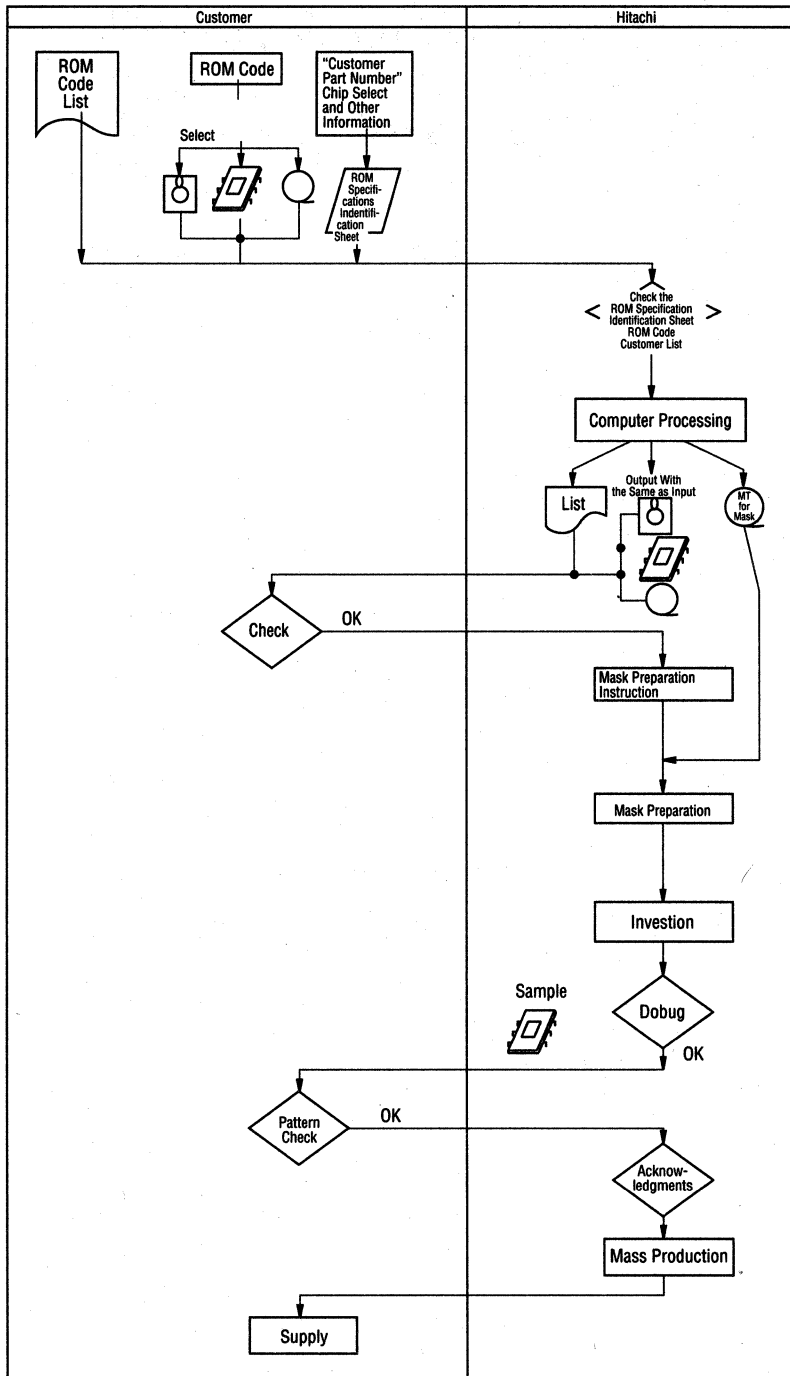 Customer
Hitachi
ROM
Code
List
ROM Code
"Customer
Part Number"
Chip Select
and Other
Information
Select
ROM
Specifi-
cations
Indentifi-
cation
Sheet
Check the
ROM Specification
Identification Sheet
ROM Code
Customer List
Computer Processing
List
Output With
the Same as Input
MT
for
Mask
Check
OK
Mask Preparation
Instruction
Mask Preparation
Investion
Sample
Dobug
OK
Pattern
Check
OK
Acknow-
ledgments
Mass Production
Supply